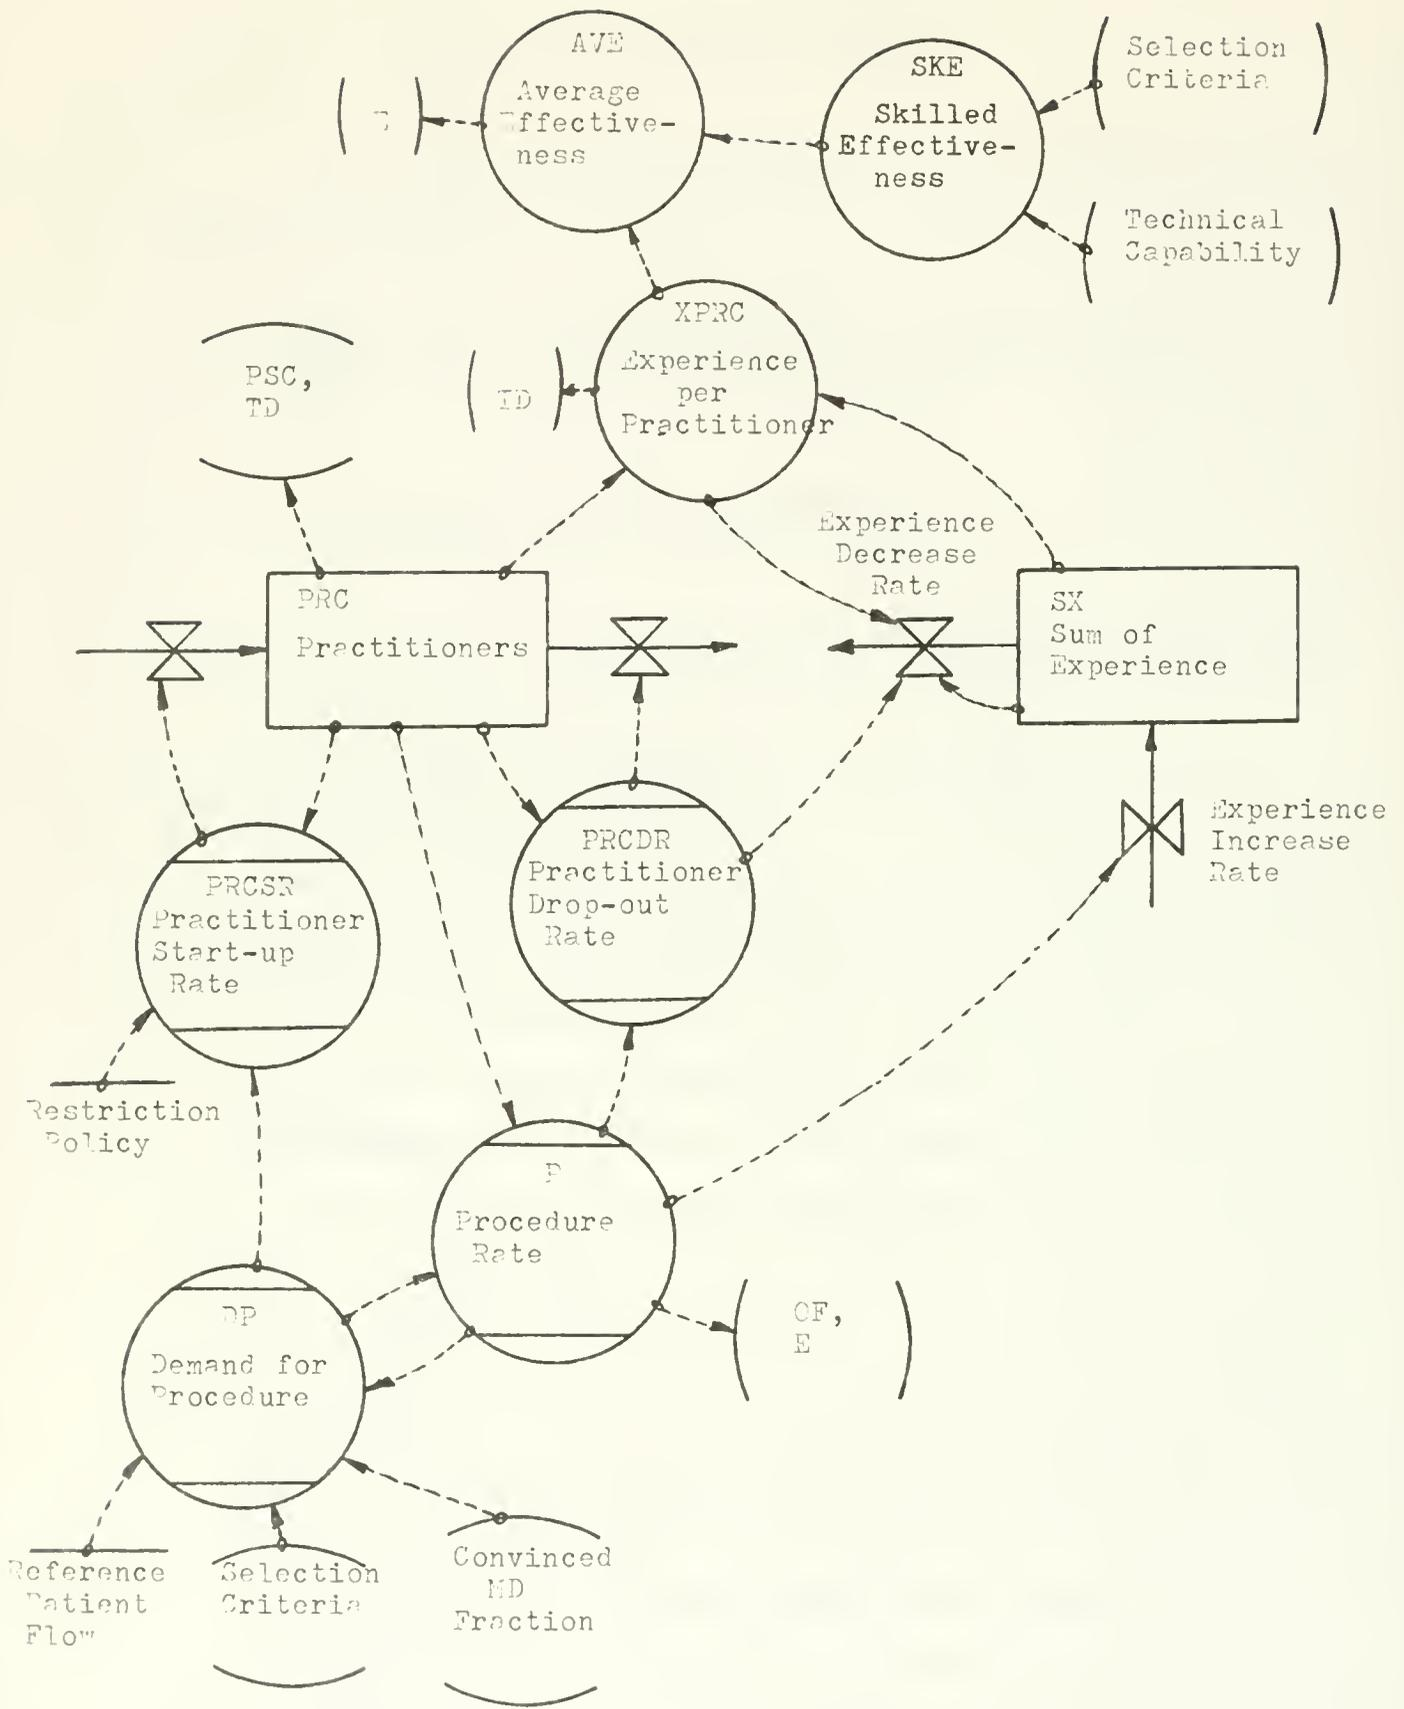 AVE
Average
Effective-
ness
SKE
Skilled
Effective-
ness
Selection
Criteria
Technical
Capability
XPRC
Experience
per
Practitioner
PSC,
TD
TD
Experience
Decrease
Rate
PRC
Practitioners
SX
Sum of
Experience
Experience
Increase
Rate
PRCDR
Practitioner
Drop-out
Rate
PRCSR
Practitioner
Start-up
Rate
Restriction
Policy
P
Procedure
Rate
DP
Demand for
Procedure
OF,
E
Reference
Patient
Flow
Selection
Criteria
Convinced
MD
Fraction